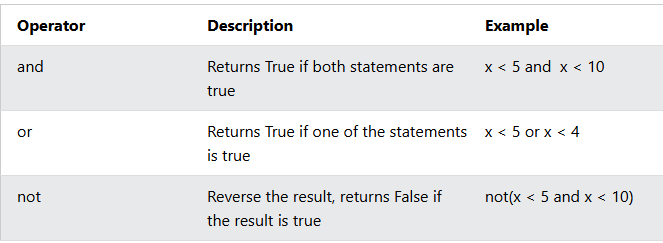 Operator Description Example
and Returns True if both statements are x < 5 and  x < 10
true
or Returns True if one of the statements x < 5 or x < 4
is true
not Reverse the result, returns False if not(x < 5 and x < 10)
the result is true